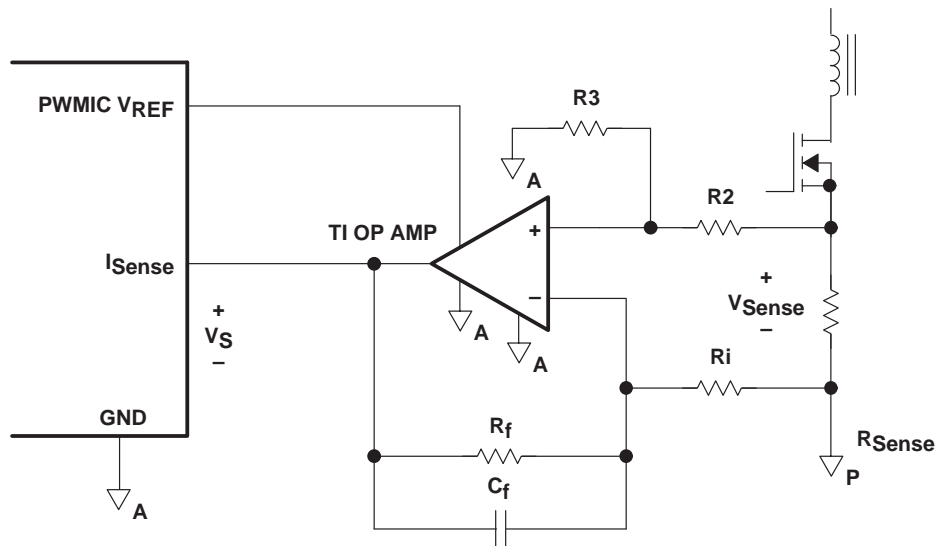 PWMIC VREF
R3
A
R2
TI OP AMP
+
ISense
−
+
VS
−
A
A
+
VSense
−
Ri
GND
A
Rf
Cf
RSense
P